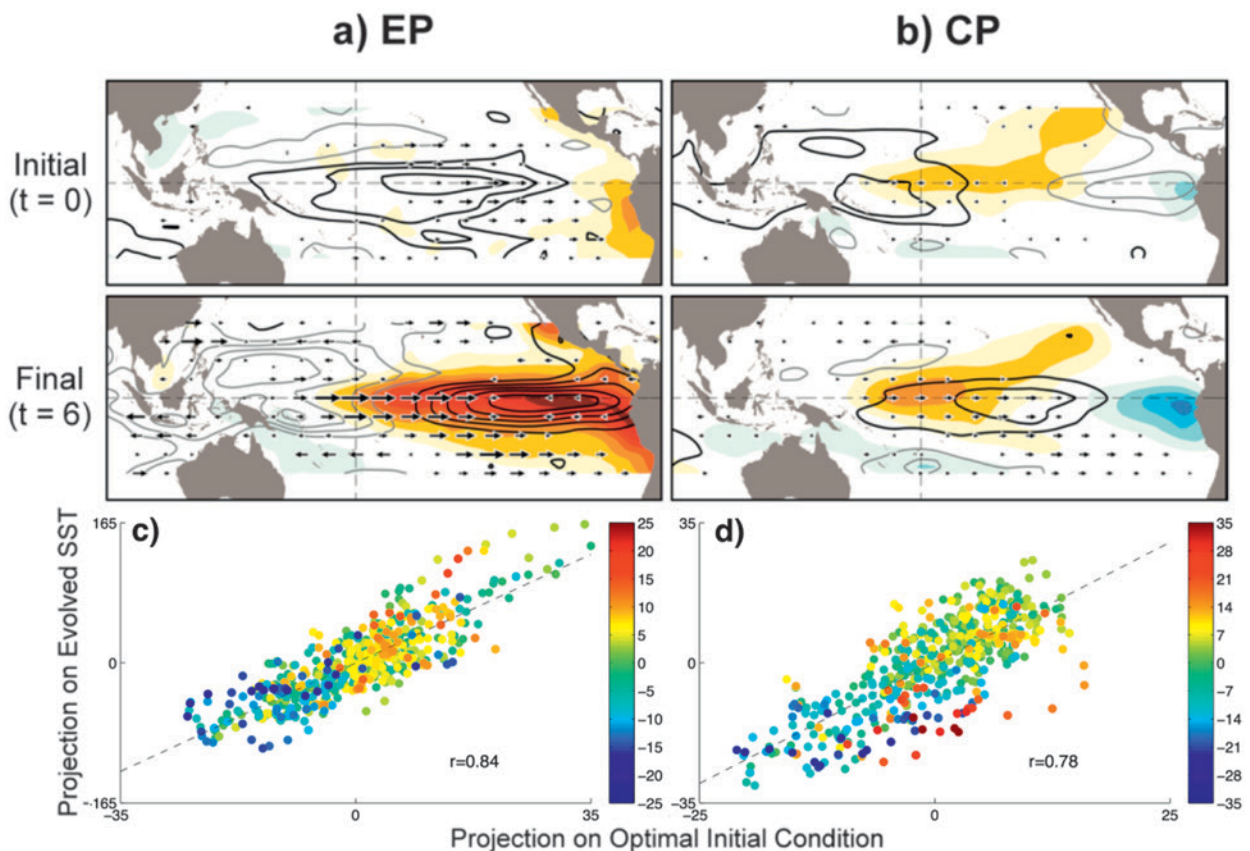 a) EP
b) CP
Initial
(t = 0)
Final
(t = 6)
c)
d)
Projection on Evolved SST
165
0
-165
-35
0
35
r=0.84
25
20
15
10
5
0
-5
-10
-15
-20
-25
35
0
-35
-25
0
25
r=0.78
35
28
21
14
7
0
-7
-14
-21
-28
-35
Projection on Optimal Initial Condition